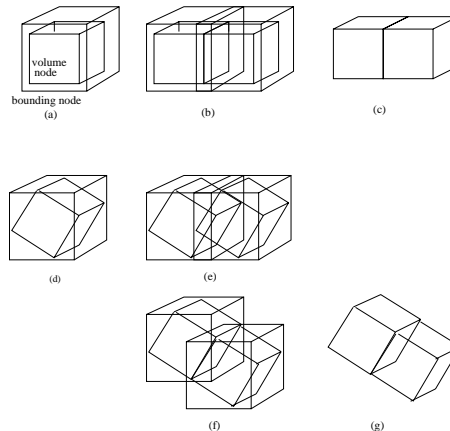 volume
node
bounding node
(a)
(b)
(c)
(d)
(e)
(f)
(g)